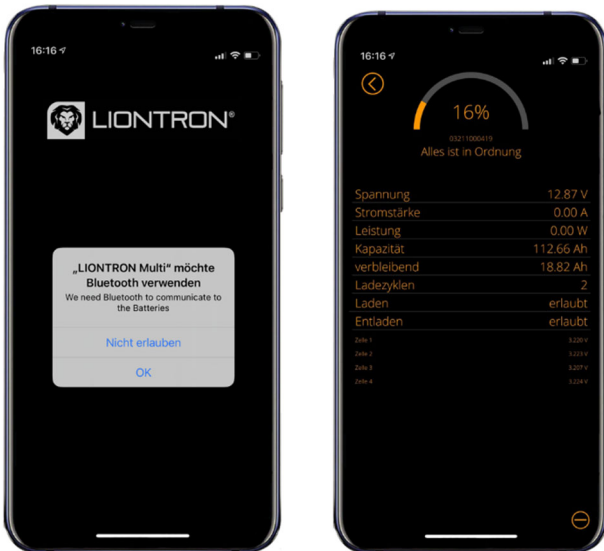 16:16
LIONTRON®
„LIONTRON Multi“ möchte
Bluetooth verwenden
We need Bluetooth to communicate to
the Batteries
Nicht erlauben
OK
16:16
16%
03211000419
Alles ist in Ordnung
Spannung 12.87 V
Stromstärke 0.00 A
Leistung 0.00 W
Kapazität 112.66 Ah
verbleibend 18.82 Ah
Ladezyklen 2
Laden erlaubt
Entladen erlaubt
Zelle 1 3.220 V
Zelle 2 3.223 V
Zelle 3 3.207 V
Zelle 4 3.224 V